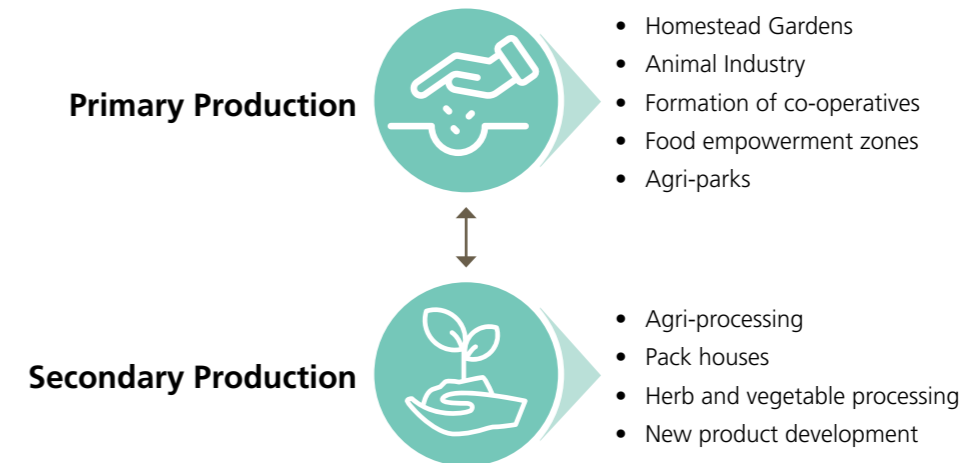 Primary Production
• Homestead Gardens
• Animal Industry
• Formation of co-operatives
• Food empowerment zones
• Agri-parks
Secondary Production
• Agri-processing
• Pack houses
• Herb and vegetable processing
• New product development